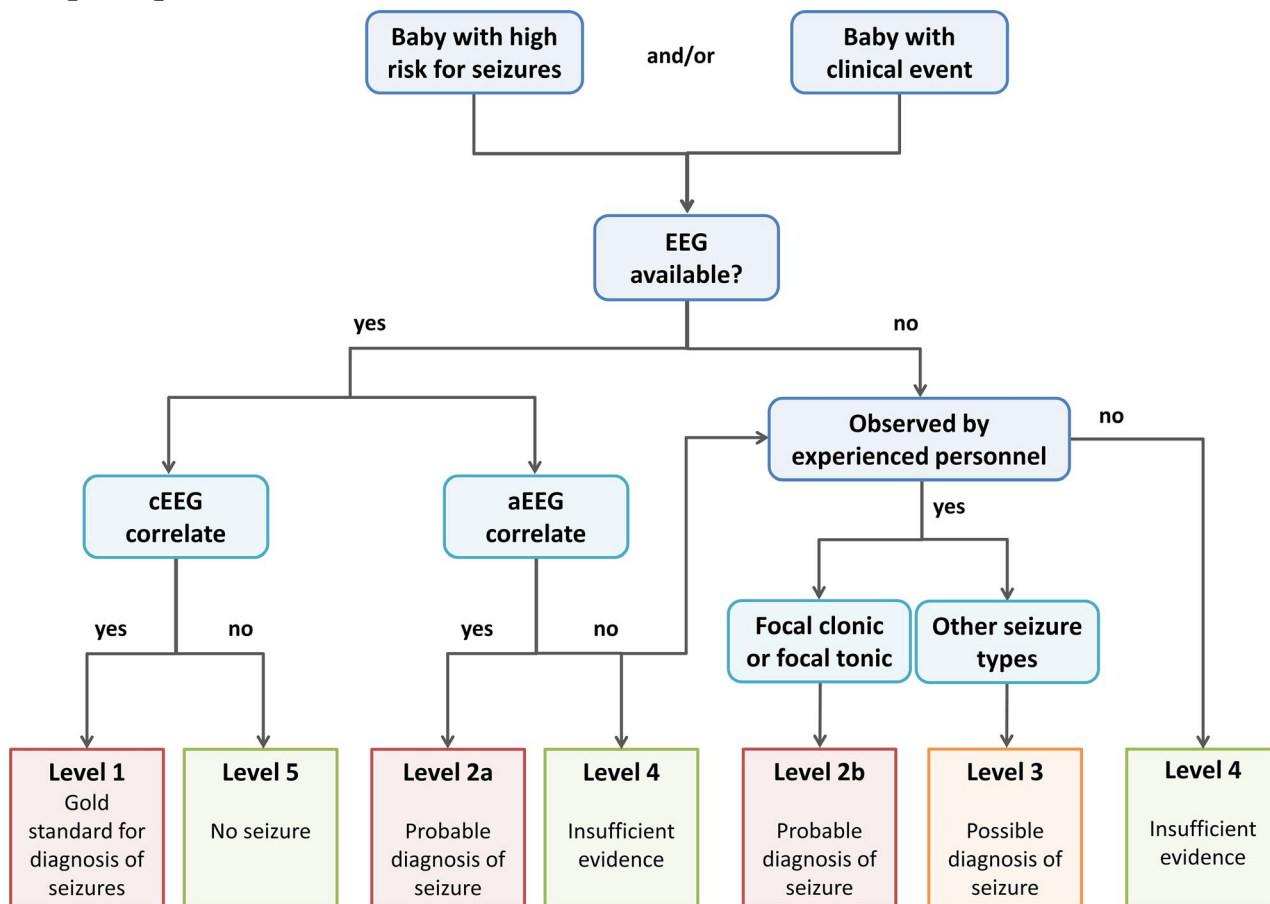 Baby with high
risk for seizures
and/or
Baby with
clinical event
EEG
available?
yes
no
Observed by
experienced personnel
no
cEEG
correlate
aEEG
correlate
yes
yes
no
yes
no
Focal clonic
or focal tonic
Other seizure
types
Level 1
Gold
standard for
diagnosis of
seizures
Level 5
No seizure
Level 2a
Probable
diagnosis of
seizure
Level 4
Insufficient
evidence
Level 2b
Probable
diagnosis of
seizure
Level 3
Possible
diagnosis of
seizure
Level 4
Insufficient
evidence